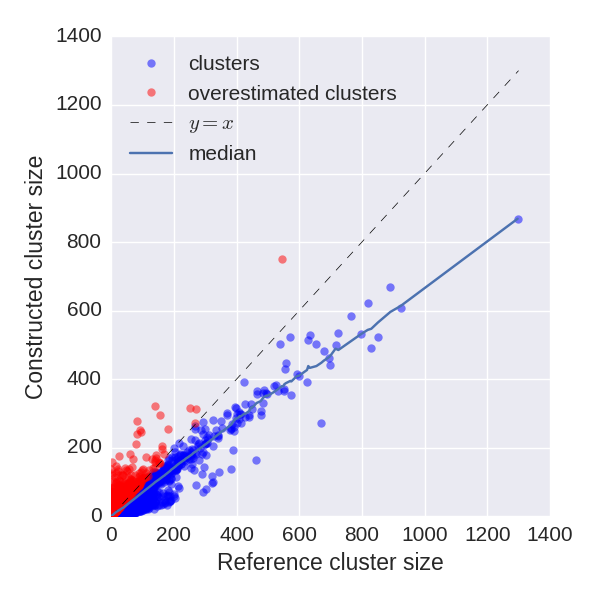 1400
1200
1000
800
600
400
200
0
Constructed cluster size
clusters
overestimated clusters
y = x
median
0 200 400 600 800 1000 1200 1400
Reference cluster size